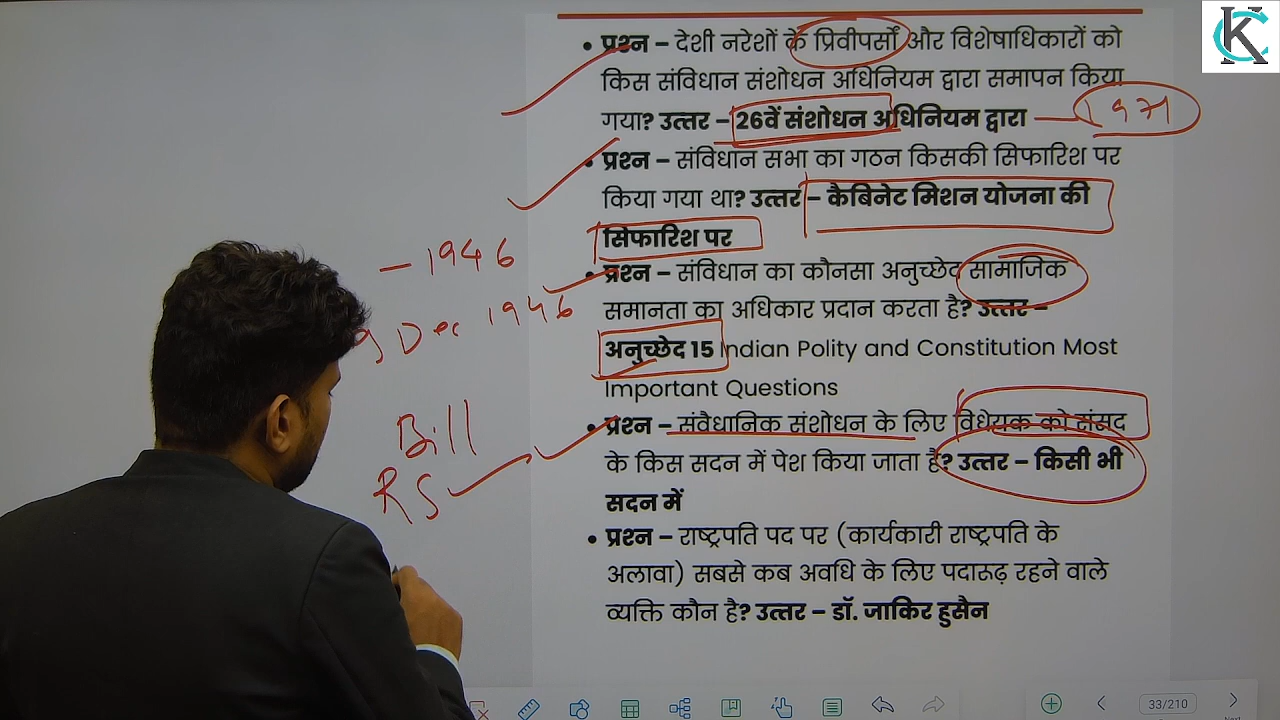 KC
• प्रश्न – देशी नरेशों के प्रिवीपर्सों और विशेषाधिकारों को
किस संविधान संशोधन अधिनियम द्वारा समापन किया
गया? उत्तर – 26वें संशोधन अधिनियम द्वारा — 1971
• प्रश्न – संविधान सभा का गठन किसकी सिफारिश पर
किया गया था? उत्तर – कैबिनेट मिशन योजना की
सिफारिश पर
– 1946
• प्रश्न – संविधान का कौनसा अनुच्छेद सामाजिक
समानता का अधिकार प्रदान करता है? उत्तर –
9 Dec 1946
अनुच्छेद 15 Indian Polity and Constitution Most
Important Questions
• प्रश्न – संवैधानिक संशोधन के लिए विधेयक को संसद
के किस सदन में पेश किया जाता है? उत्तर – किसी भी
सदन में
Bill
RS
• प्रश्न – राष्ट्रपति पद पर (कार्यकारी राष्ट्रपति के
अलावा) सबसे कब अवधि के लिए पदारूढ़ रहने वाले
व्यक्ति कौन है? उत्तर – डॉ. जाकिर हुसैन
33/210
Next